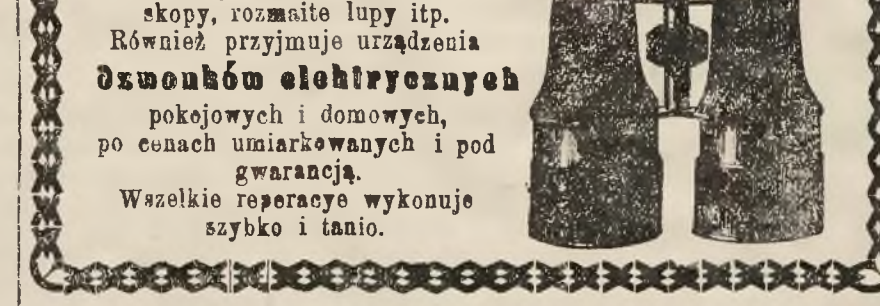 skopy, rozmaite lupy itp.
Również przyjmuje urządzenia
dzwonków elektrycznych
pokojowych i domowych,
po cenach umiarkowanych i pod
gwarancją.
Wszelkie reperacye wykonuje
szybko i tanio.